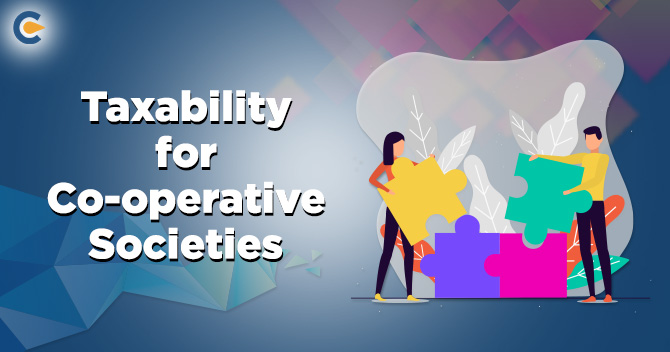 Taxability
for
Co-operative
Societies